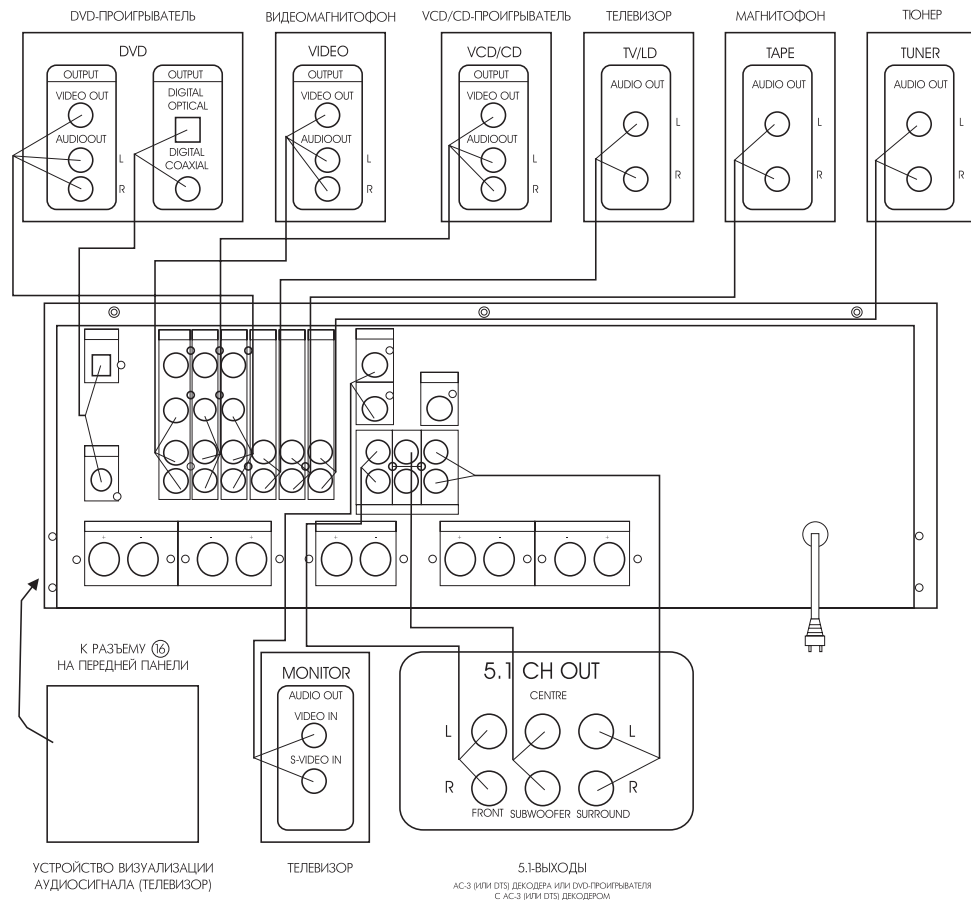 DVD-ПРОИГРЫВАТЕЛЬ
ВИДЕОМАГНИТОФОН
VCD/CD-ПРОИГРЫВАТЕЛЬ
ТЕЛЕВИЗОР
МАГНИТОФОН
ТЮНЕР
DVD
OUTPUT
VIDEO OUT
AUDIOOUT
L
R
OUTPUT
DIGITAL
OPTICAL
DIGITAL
COAXIAL
VIDEO
OUTPUT
VIDEO OUT
AUDIOOUT
L
R
VCD/CD
OUTPUT
VIDEO OUT
AUDIOOUT
L
R
TV/LD
AUDIO OUT
L
R
TAPE
AUDIO OUT
L
R
TUNER
AUDIO OUT
L
R
+ - - +
+ -
+ - - +
К РАЗЪЕМУ 16
НА ПЕРЕДНЕЙ ПАНЕЛИ
УСТРОЙСТВО ВИЗУАЛИЗАЦИИ
АУДИОСИГНАЛА (ТЕЛЕВИЗОР)
MONITOR
AUDIO OUT
VIDEO IN
S-VIDEO IN
ТЕЛЕВИЗОР
5.1 CH OUT
CENTRE
L L
R R
FRONT SUBWOOFER SURROUND
5.1-ВЫХОДЫ
AC-3 (ИЛИ DTS) ДЕКОДЕРА ИЛИ DVD-ПРОИГРЫВАТЕЛЯ
С AC-3 (ИЛИ DTS) ДЕКОДЕРОМ